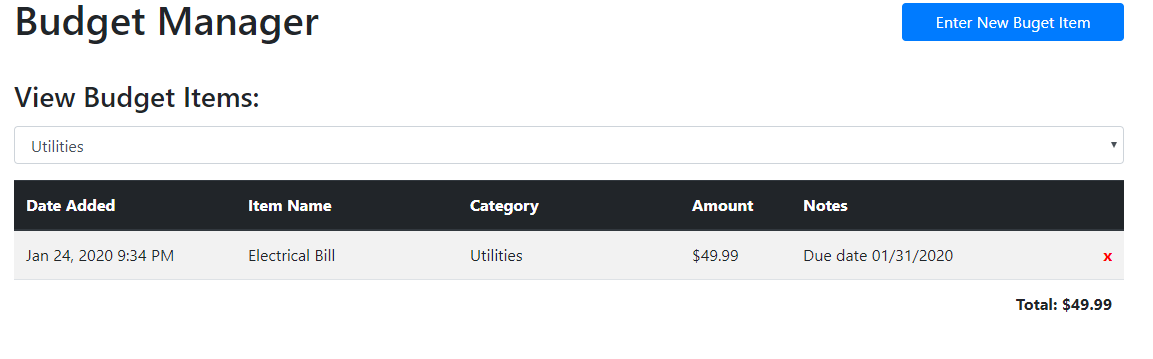 Budget Manager
Enter New Buget Item
View Budget Items:
Utilities
Date Added Item Name Category Amount Notes
Jan 24, 2020 9:34 PM Electrical Bill Utilities $49.99 Due date 01/31/2020 x
Total: $49.99